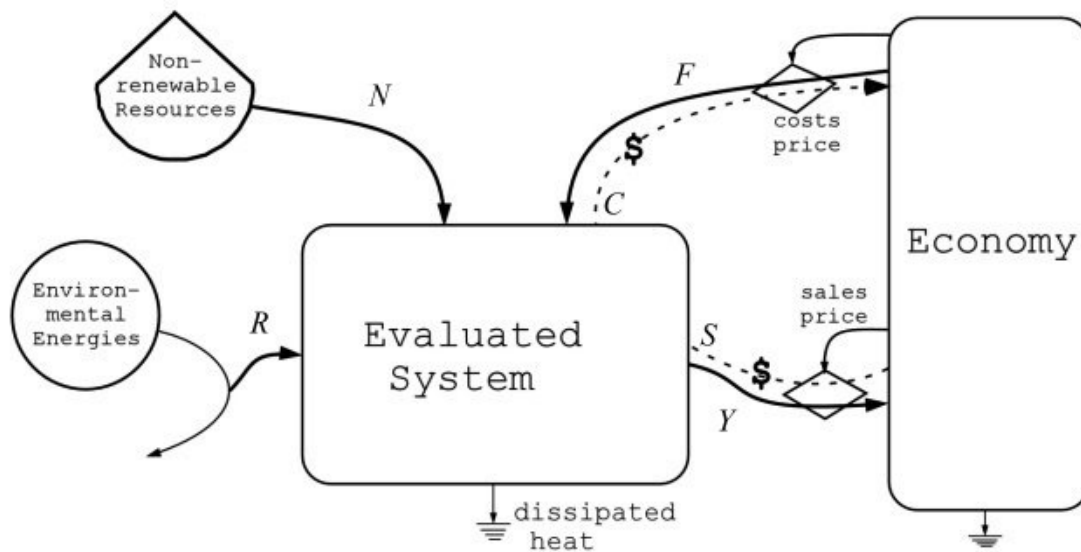 Non-
renewable
Resources
N
F
costs
price
$
C
Economy
Environ-
mental
Energies
R
Evaluated
System
sales
price
S
$
Y
dissipated
heat